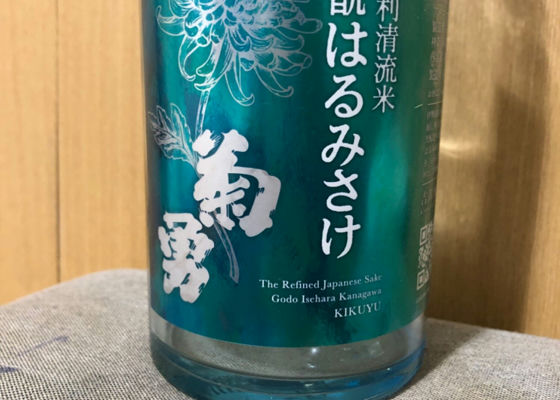 利清流米
はるみさけ
菊勇
The Refined Japanese Sake
Godo Isehara Kanagawa
KIKUYU